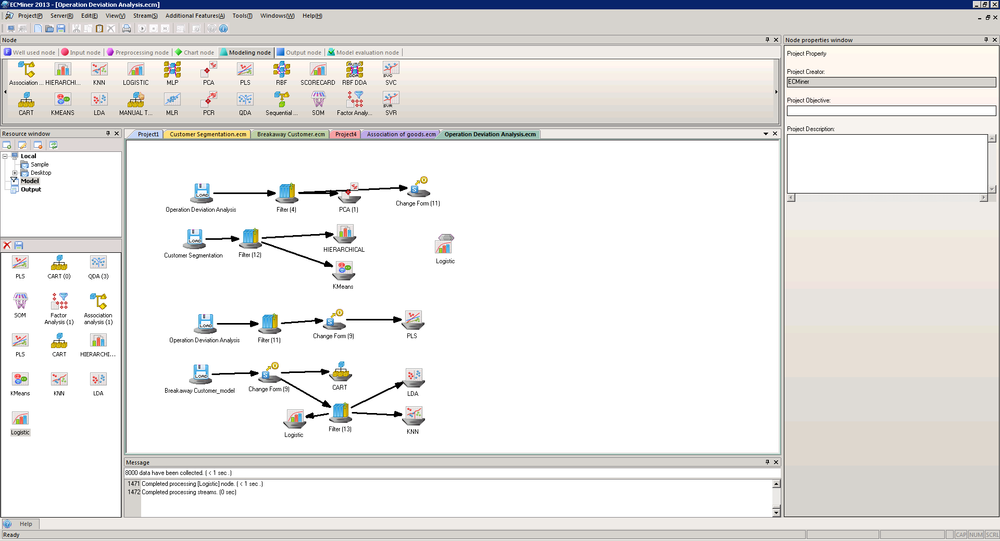 ECMiner 2013 - [Operation Deviation Analysis.ecm]
Project(P) Server(R) Edit(E) View(V) Stream(S) Additional Features(A) Tools(T) Windows(W) Help(H)
Node
Well used node Input node Preprocessing node Chart node Modeling node Output node Model evaluation node
Association ... HIERARCHI... KNN LOGISTIC MLP PCA PLS RBF SCORECARD RBF DDA SVC
CART KMEANS LDA MANUAL T... MLR PCR QDA Sequential ... SOM Factor Analy... SVR
Node properties window
Project Property
Project Creator:
ECMiner
Project Objective:
Project Description:
Resource window
Local
Sample
Desktop
Model
Output
PLS CART (0) QDA (3)
SOM Factor Analysis (1) Association analysis (1)
PLS CART HIERARCHI...
KMeans KNN LDA
Logistic
Project1 Customer Segmentation.ecm Breakaway Customer.ecm Project4 Association of goods.ecm Operation Deviation Analysis.ecm
LOAD
Operation Deviation Analysis Filter (4) PCA (1) Change Form (11)
LOAD
Customer Segmentation Filter (12) HIERARCHICAL
Logistic
KMeans
LOAD
Operation Deviation Analysis Filter (11) Change Form (9) PLS
LOAD
Breakaway Customer_model Change Form (9) CART LDA
Logistic Filter (13) KNN
Message
8000 data have been collected. ( < 1 sec .)
1471 Completed processing [Logistic] node. ( < 1 sec .)
1472 Completed processing streams. (0 sec)
Help
Ready
CAP NUM SCRL